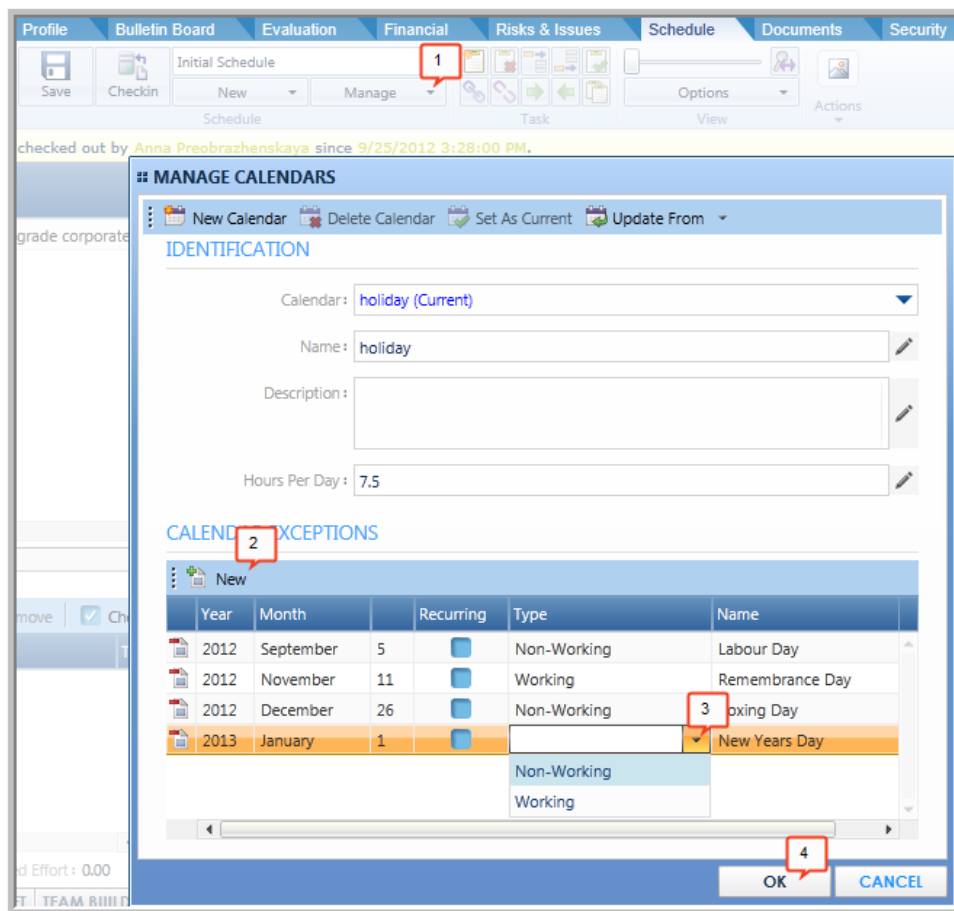 Profile Bulletin Board Evaluation Financial Risks & Issues Schedule Documents Security
Initial Schedule
1
Save Checkin New Manage Options Actions
Schedule Task View
checked out by Anna Preobrazhenskaya since 9/25/2012 3:28:00 PM.
MANAGE CALENDARS
New Calendar Delete Calendar Set As Current Update From
grade corporate
IDENTIFICATION
Calendar: holiday (Current)
Name: holiday
Description:
Hours Per Day: 7.5
CALENDAR EXCEPTIONS
2
New
move
Year Month Recurring Type Name
2012 September 5 Non-Working Labour Day
2012 November 11 Working Remembrance Day
2012 December 26 Non-Working oxing Day
3
2013 January 1 New Years Day
Non-Working
Working
4
ed Effort: 0.00
OK CANCEL
TEAM BUILD